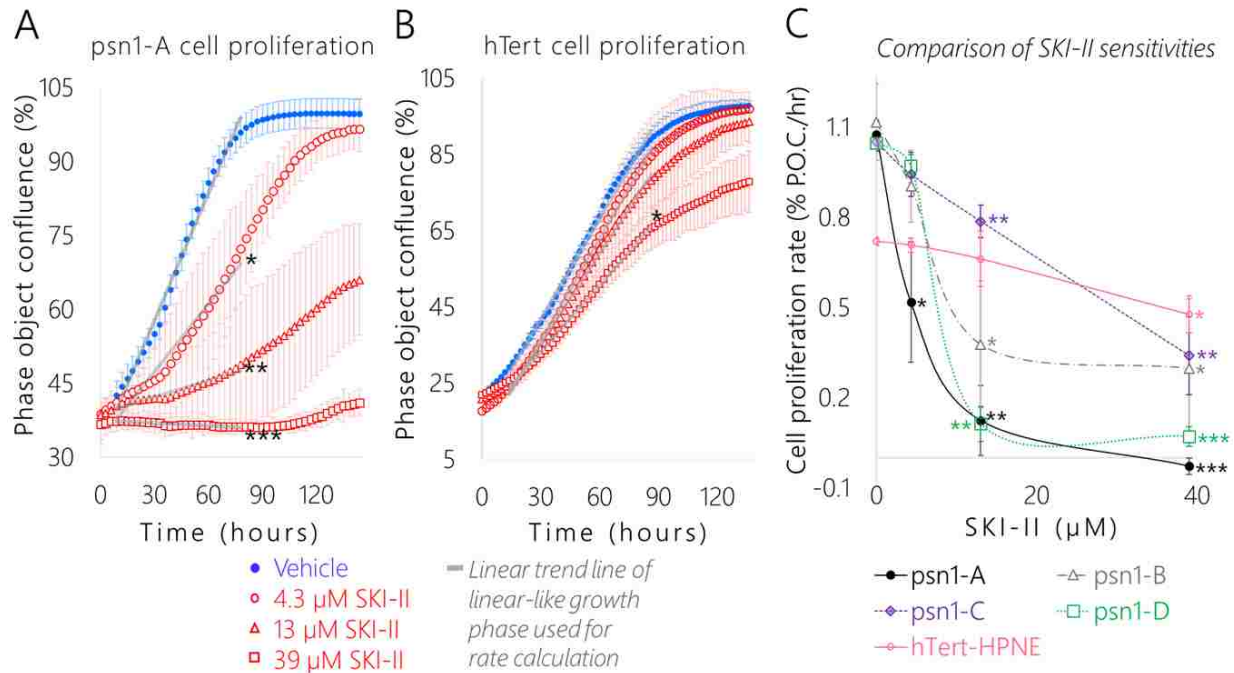 A
psn1-A cell proliferation
Phase object confluence (%)
105
90
75
60
45
30
*
**
***
0 30 60 90 120
Time (hours)
B
hTert cell proliferation
Phase object confluence (%)
105
85
65
45
25
5
*
0 30 60 90 120
Time (hours)
C
Comparison of SKI-II sensitivities
Cell proliferation rate (% P.O.C./hr)
1.1
0.8
0.5
0.2
-0.1
**
*
*
*
**
*
** **
***
***
0 20 40
SKI-II (µM)
Vehicle
4.3 µM SKI-II
13 µM SKI-II
39 µM SKI-II
Linear trend line of
linear-like growth
phase used for
rate calculation
psn1-A psn1-B
psn1-C psn1-D
hTert-HPNE